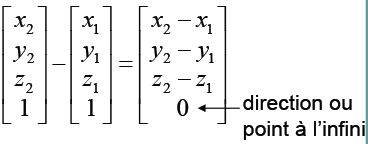 x₂ x₁ x₂ − x₁
y₂ y₁ y₂ − y₁
z₂ − z₁ = z₂ − z₁
1 1 0
direction ou
point à l'infini